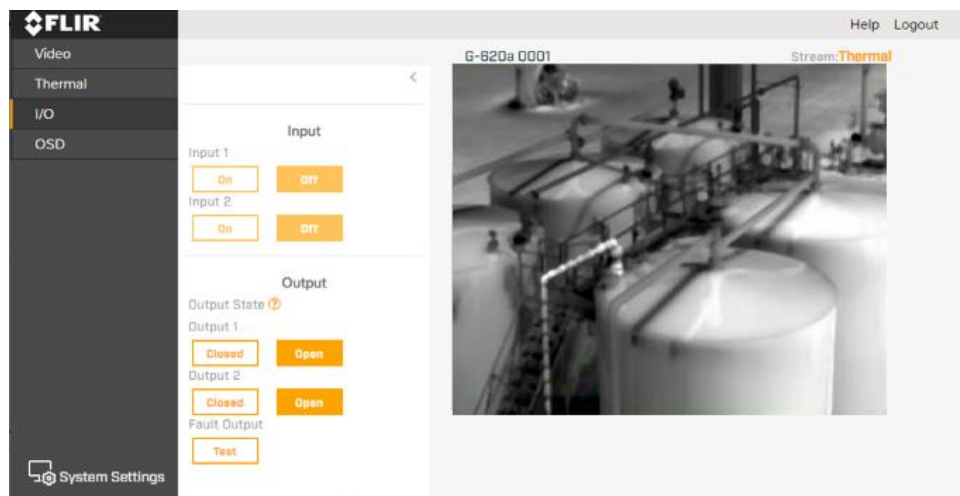 FLIR
Help Logout
Video
Thermal
I/O
OSD
System Settings
Input
Input 1
On Off
Input 2
On Off
Output
Output State ?
Output 1
Closed Open
Output 2
Closed Open
Fault Output
Test
G-620a 0001 Stream:Thermal